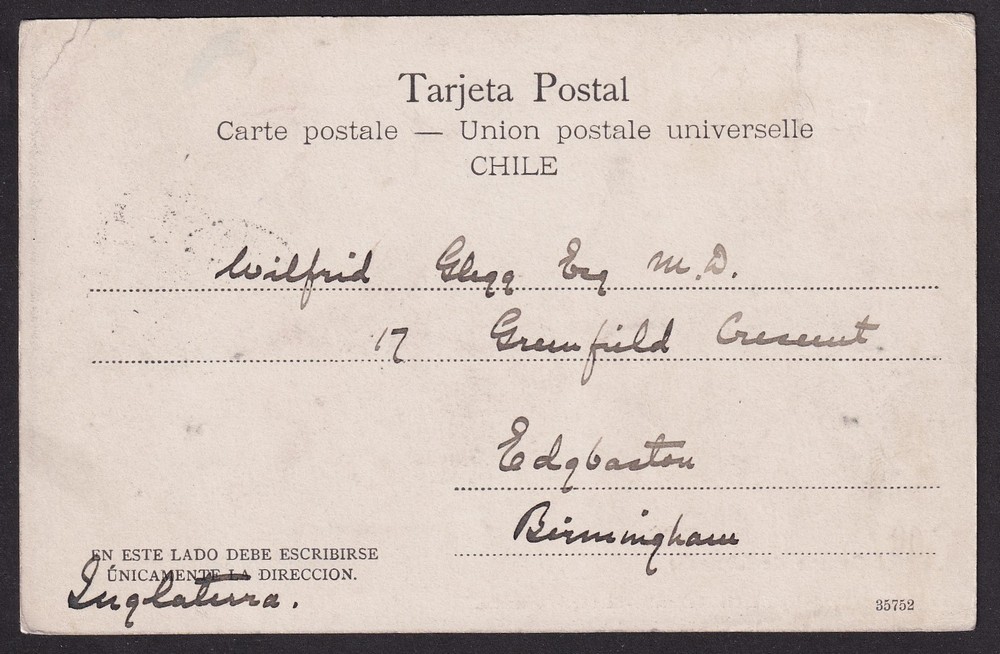 Tarjeta Postal
Carte postale — Union postale universelle
CHILE
Wilfrid Glegg Esq M.D.
17 Greenfield Crescent
Edgbaston
Birmingham
EN ESTE LADO DEBE ESCRIBIRSE
ÚNICAMENTE LA DIRECCION.
Inglaterra.
35752